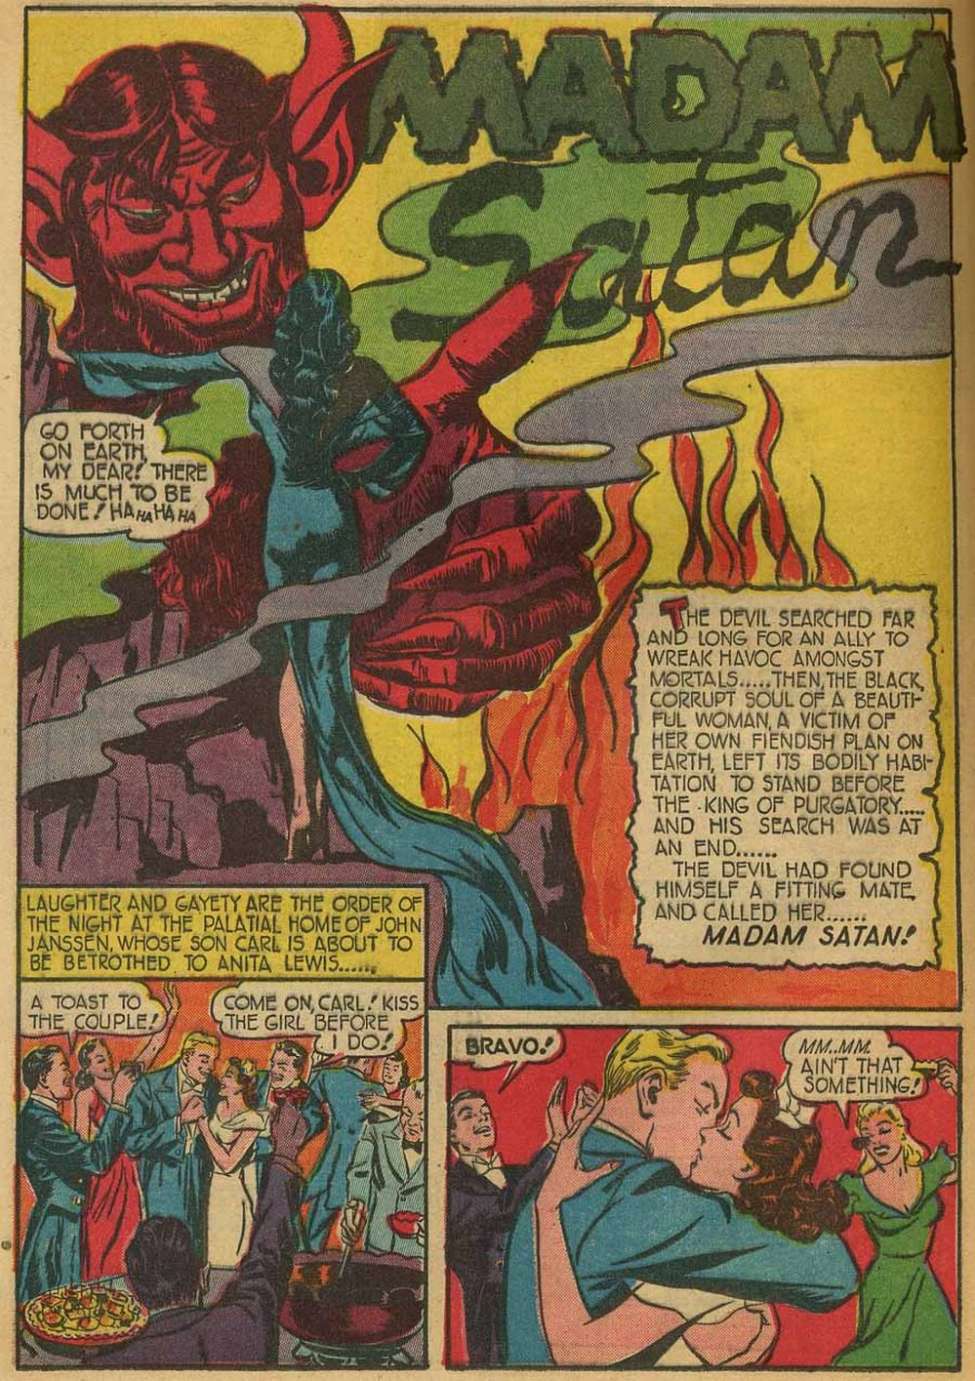 MADAM
Satan
GO FORTH
ON EARTH,
MY DEAR! THERE
IS MUCH TO BE
DONE! HA HA HA HA
THE DEVIL SEARCHED FAR
AND LONG FOR AN ALLY TO
WREAK HAVOC AMONGST
MORTALS.....THEN, THE BLACK,
CORRUPT SOUL OF A BEAUTI-
FUL WOMAN, A VICTIM OF
HER OWN FIENDISH PLAN ON
EARTH, LEFT ITS BODILY HABI-
TATION TO STAND BEFORE
THE KING OF PURGATORY.....
AND HIS SEARCH WAS AT
AN END......
THE DEVIL HAD FOUND
HIMSELF A FITTING MATE,
AND CALLED HER......
MADAM SATAN!
LAUGHTER AND GAYETY ARE THE ORDER OF
THE NIGHT AT THE PALATIAL HOME OF JOHN
JANSSEN, WHOSE SON CARL IS ABOUT TO
BE BETROTHED TO ANITA LEWIS.....
A TOAST TO
THE COUPLE!
COME ON, CARL! KISS
THE GIRL BEFORE
I DO!
BRAVO!
MM..MM.
AIN'T THAT
SOMETHING!